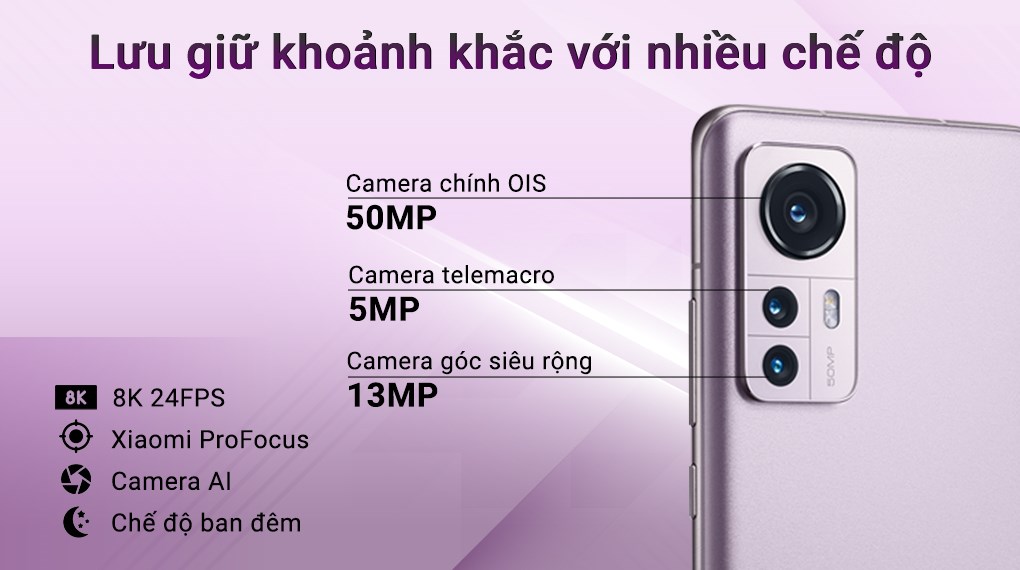 Lưu giữ khoảnh khắc với nhiều chế độ
Camera chính OIS
50MP
Camera telemacro
5MP
Camera góc siêu rộng
13MP
8K 8K 24FPS
Xiaomi ProFocus
Camera AI
Chế độ ban đêm
50MP